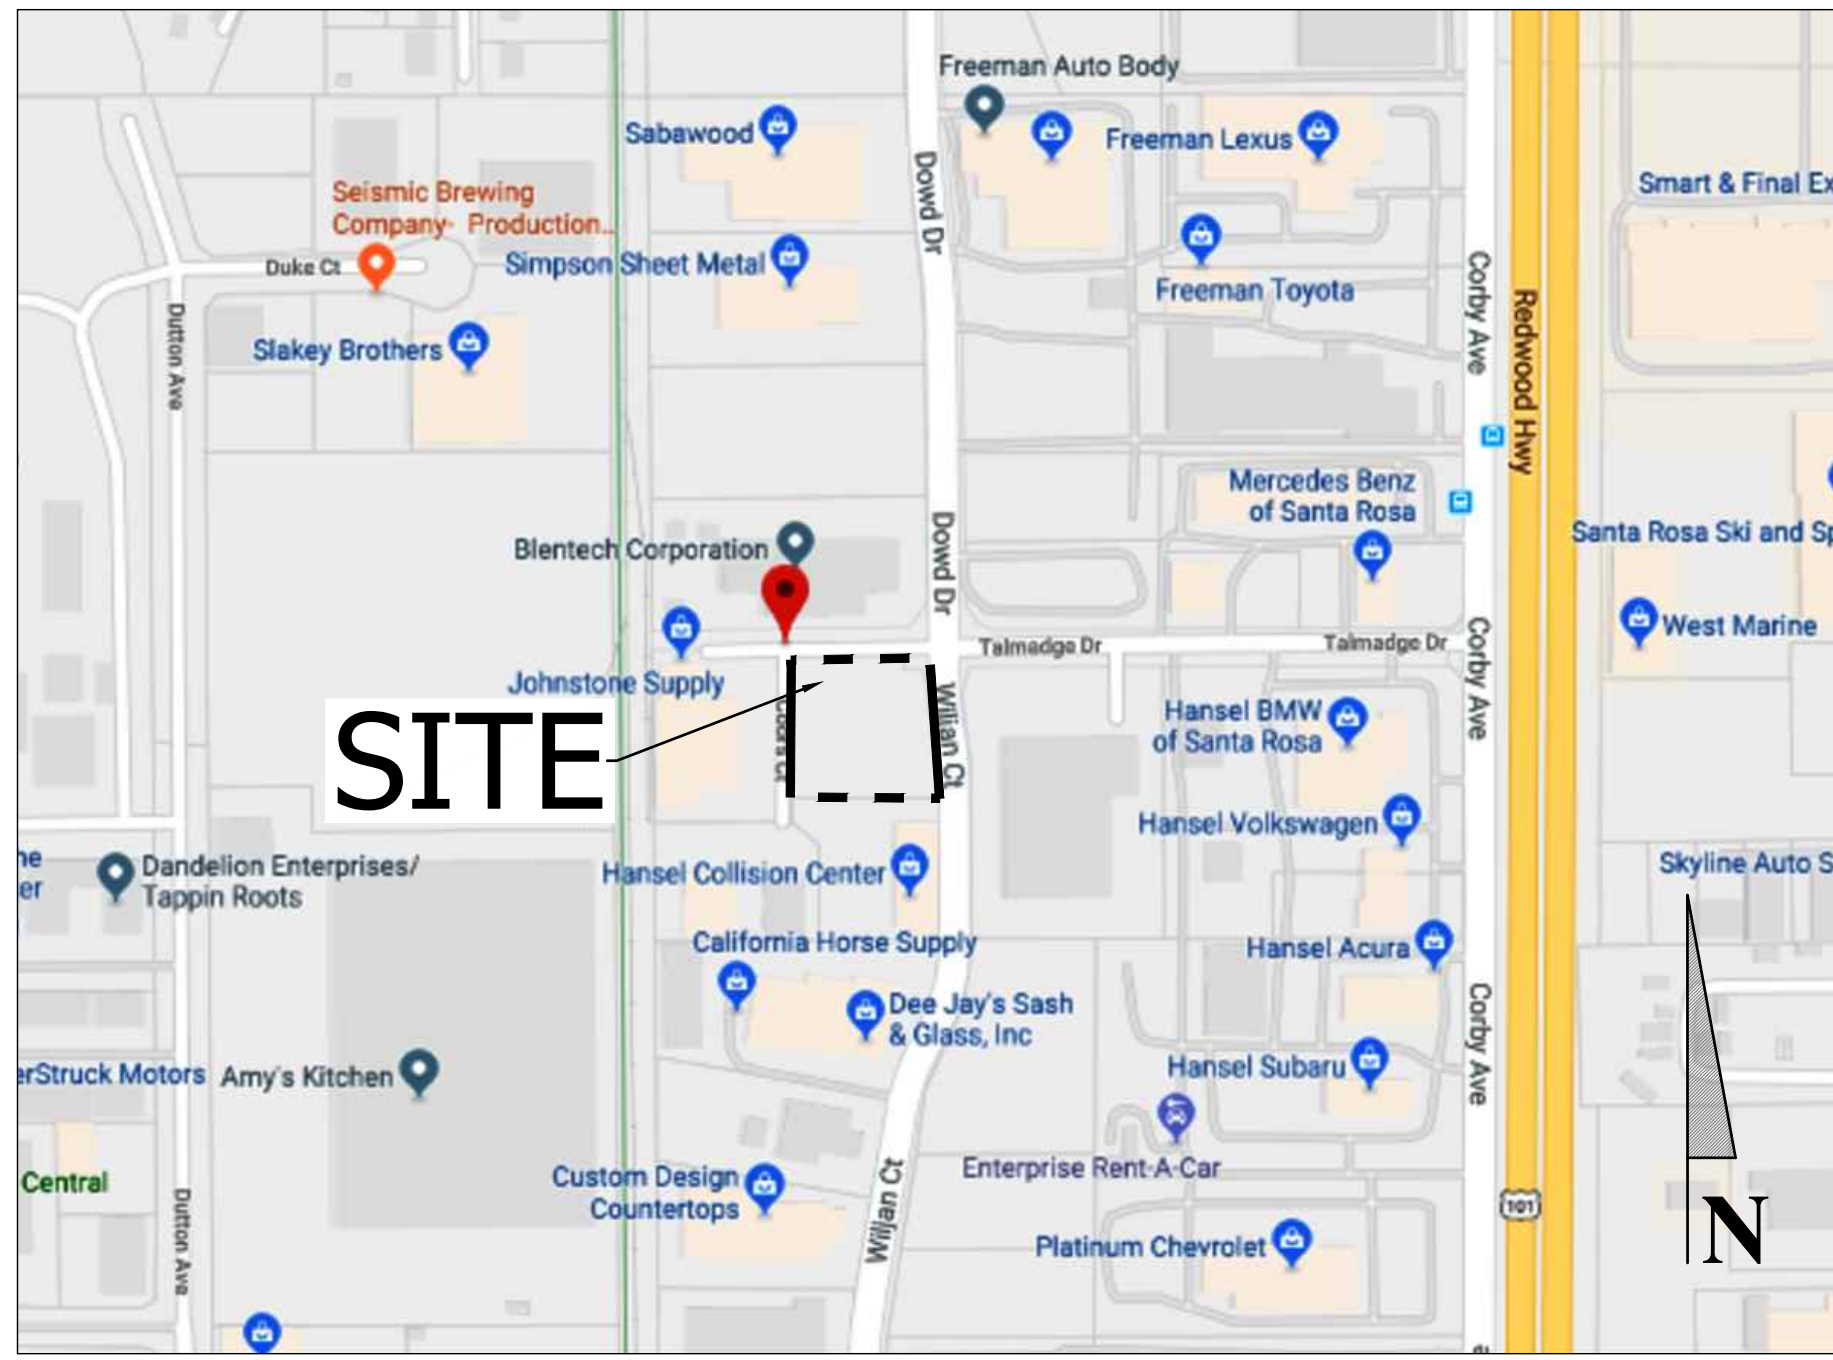 Freeman Auto Body
Sabawood
Freeman Lexus
Dowd Dr
Smart & Final Ex
Seismic Brewing
Company- Production...
Duke Ct
Simpson Sheet Metal
Freeman Toyota
Corby Ave
Redwood Hwy
Dutton Ave
Slakey Brothers
Mercedes Benz
of Santa Rosa
Santa Rosa Ski and Sp
Blentech Corporation
Dowd Dr
West Marine
Talmadge Dr
Talmadge Dr
Corby Ave
Johnstone Supply
SITE
Wiljan Ct
Hansel BMW
of Santa Rosa
Hansel Volkswagen
he
er
Dandelion Enterprises/
Tappin Roots
Hansel Collision Center
Skyline Auto S
California Horse Supply
Hansel Acura
Dee Jay's Sash
& Glass, Inc
Corby Ave
erStruck Motors
Amy's Kitchen
Hansel Subaru
Central
Custom Design
Countertops
Enterprise Rent-A-Car
Wiljan Ct
Dutton Ave
101
N
Platinum Chevrolet